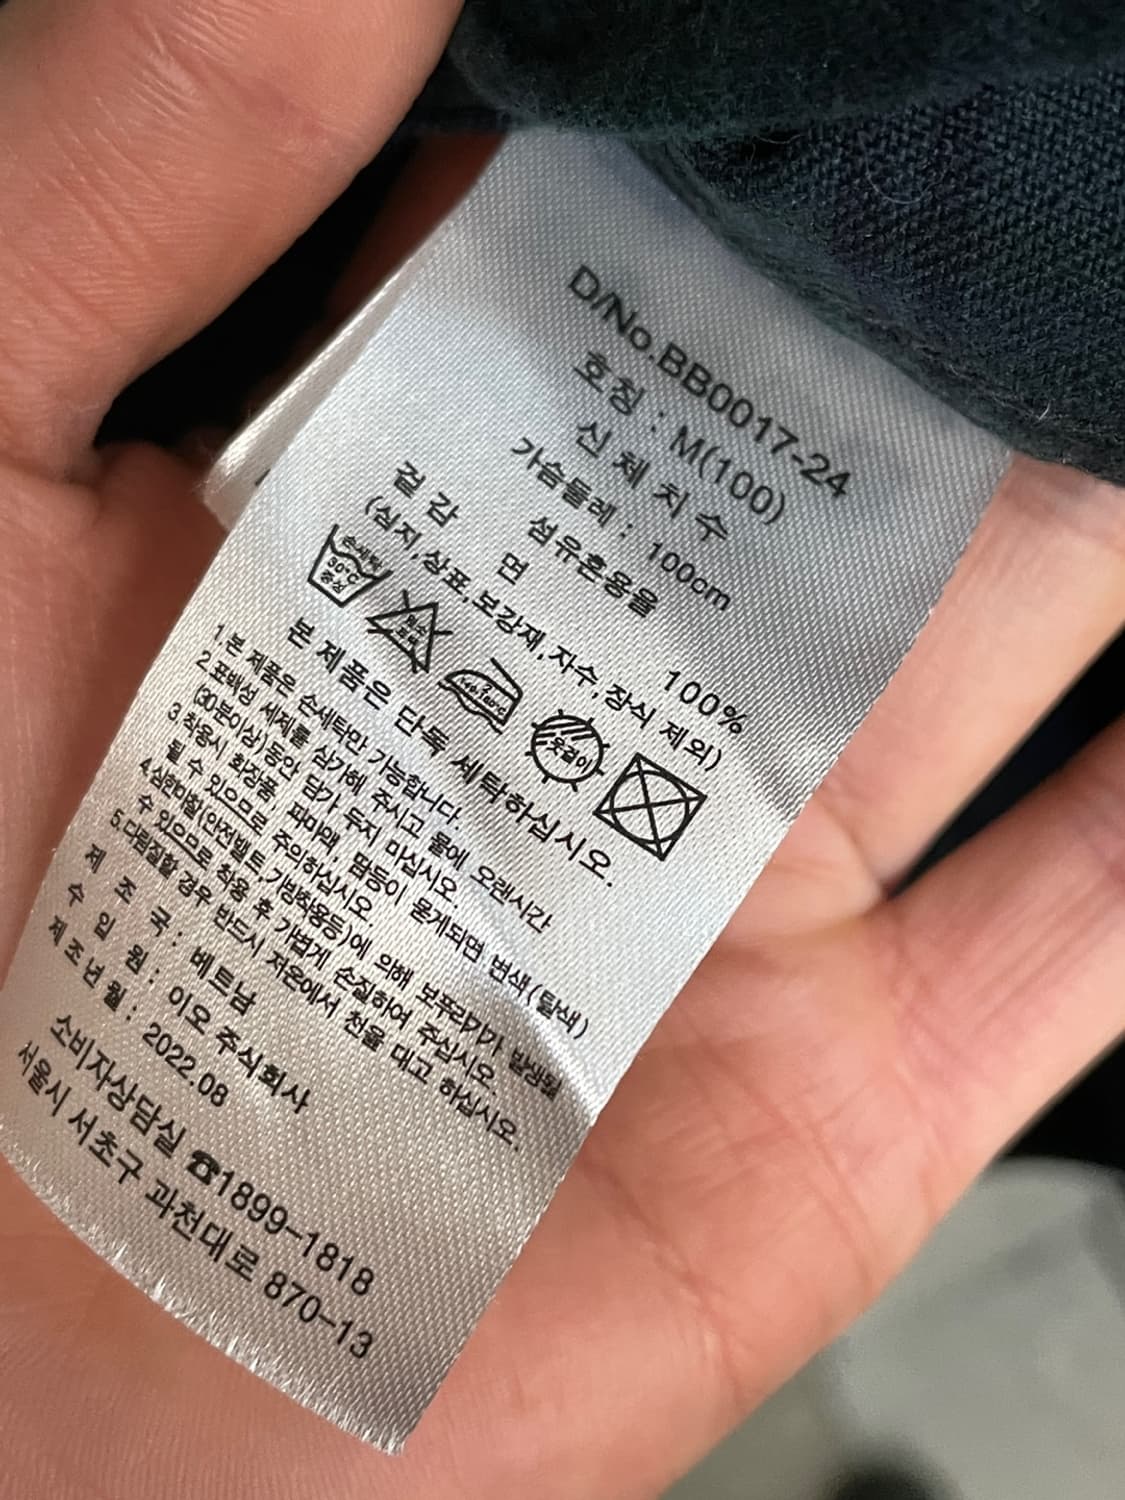 D/No.BB0017-24
호칭 : M(100)
신 체 치 수
가슴둘레 : 100cm
섬유혼용율
겉 감 면 100%
(심지,상표,보강재,자수,장식 제외)
손세탁
30°C
중성
옷걸이
본 제품은 단독 세탁하십시오.
1.본 제품은 손세탁만 가능합니다.
2.표백성 세제를 삼가해 주시고 물에 오랜시간
(30분이상)동안 담가 두지 마십시오.
3.착용시 화장품, 파마액, 땀등이 묻게되면 변색(탈색)
될 수 있으므로 주의하십시오.
4.심한마찰(안전벨트,가방착용등)에 의해 보푸라기가 발생될
수 있으므로 착용 후 가볍게 손질하여 주십시오.
5.다림질할 경우 반드시 저온에서 천을 대고 하십시오.
제 조 국 : 베트남
수 입 원 : 이오 주식회사
제조년월 : 2022.08
소비자상담실 ☎1899-1818
서울시 서초구 과천대로 870-13